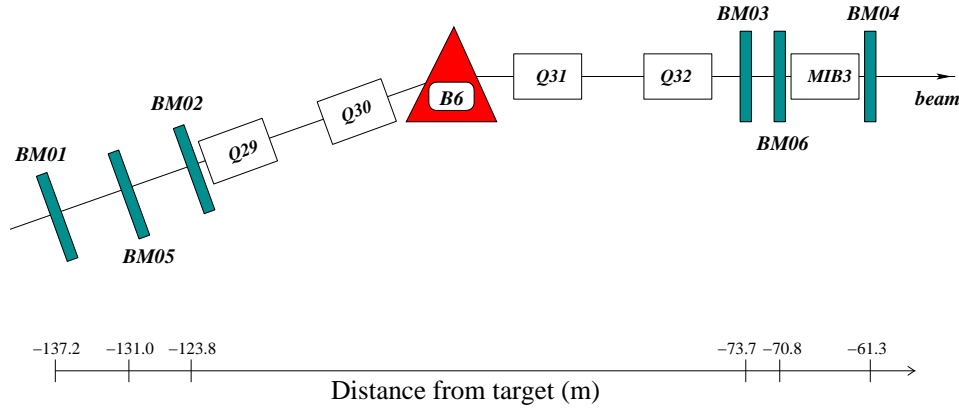 BM03
BM04
BM02
Q31
Q32
MIB3
B6
Q30
beam
BM01
Q29
BM06
BM05
−137.2
−131.0
−123.8
−73.7
−70.8
−61.3
Distance from target (m)